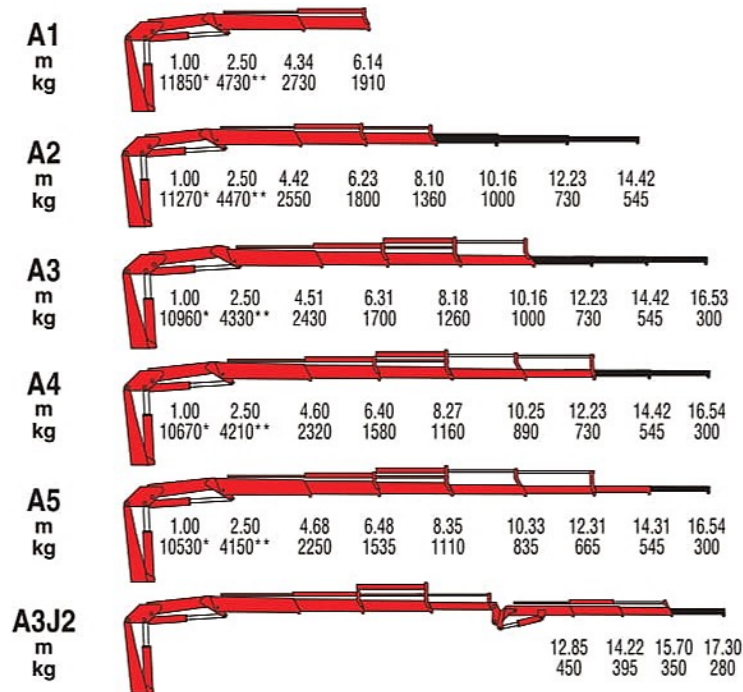 A1
m 1.00 2.50 4.34 6.14
kg 11850* 4730** 2730 1910
A2
m 1.00 2.50 4.42 6.23 8.10 10.16 12.23 14.42
kg 11270* 4470** 2550 1800 1360 1000 730 545
A3
m 1.00 2.50 4.51 6.31 8.18 10.16 12.23 14.42 16.53
kg 10960* 4330** 2430 1700 1260 1000 730 545 300
A4
m 1.00 2.50 4.60 6.40 8.27 10.25 12.23 14.42 16.54
kg 10670* 4210** 2320 1580 1160 890 730 545 300
A5
m 1.00 2.50 4.68 6.48 8.35 10.33 12.31 14.31 16.54
kg 10530* 4150** 2250 1535 1110 835 665 545 300
A3J2
m 12.85 14.22 15.70 17.30
kg 450 395 350 280